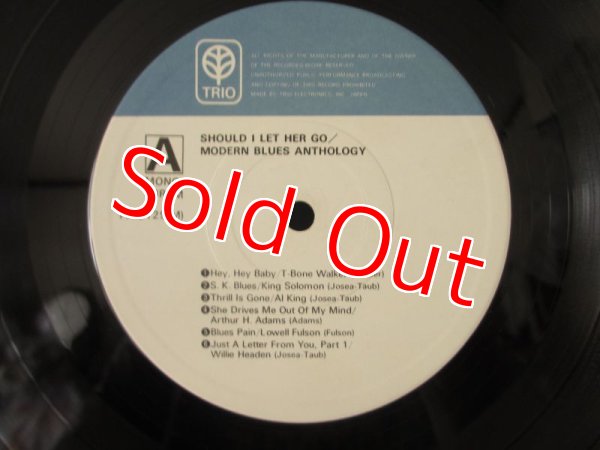 TRIO
ALL RIGHTS OF THE MANUFACTURER AND OF THE OWNER
OF THE RECORDED WORK RESERVED.
UNAUTHORIZED PUBLIC PERFORMANCE BROADCASTING
AND COPYING OF THIS RECORD PROHIBITED
MADE BY TRIO ELECTRONICS, INC. JAPAN
SHOULD I LET HER GO/
MODERN BLUES ANTHOLOGY
A
MONO
Sold Out
❶Hey, Hey Baby/T-Bone
❷S. K. Blues/King Solomon (Josea-Taub)
❸Thrill Is Gone/Al King (Josea-Taub)
❹She Drives Me Out Of My Mind/
Arthur H. Adams (Adams)
❺Blues Pain/Lowell Fulson (Fulson)
❻Just A Letter From You, Part 1/
Willie Headen (Josea-Taub)